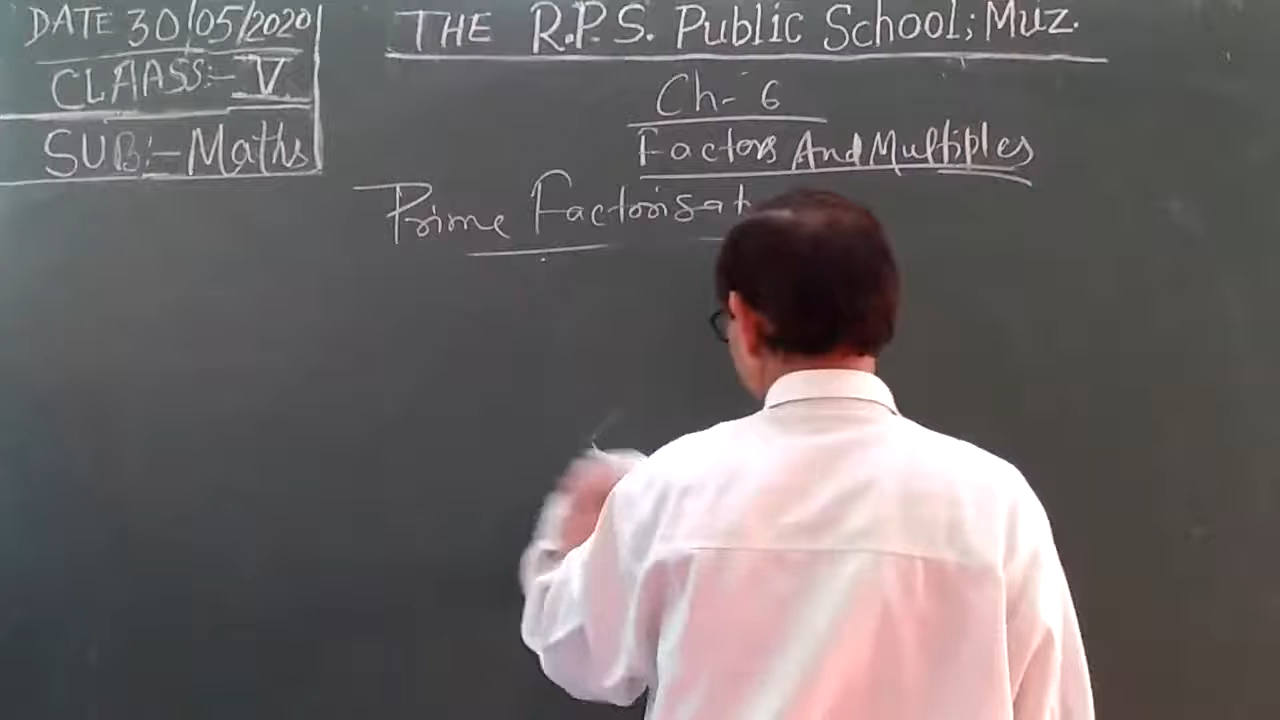 DATE 30/05/2020
CLAASS:- V
SUB:- Maths
THE R.P.S. Public School; Muz.
Ch- 6
Factors And Multiples
Prime Factorisat